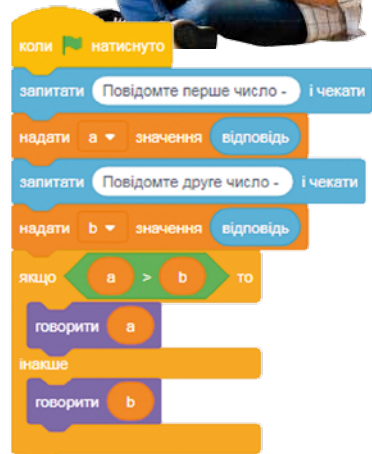 коли натиснуто
запитати Повідомте перше число - і чекати
надати a значення відповідь
запитати Повідомте друге число - і чекати
надати b значення відповідь
якщо a > b то
говорити a
інакше
говорити b